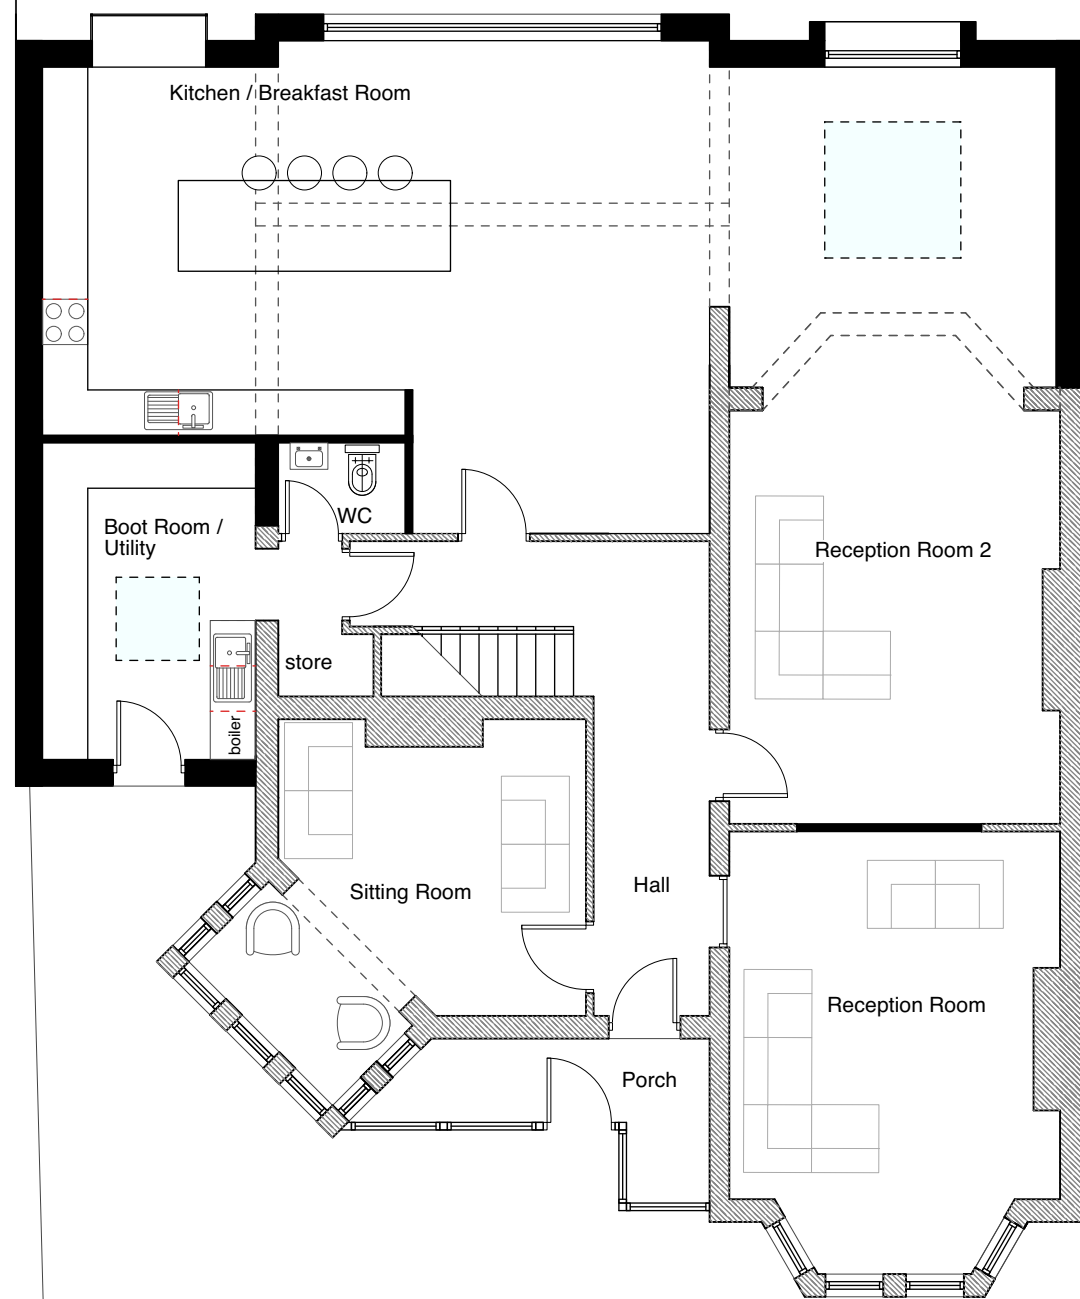 Kitchen / Breakfast Room
Boot Room /
Utility
WC
Reception Room 2
store
boiler
Sitting Room
Hall
Reception Room
Porch